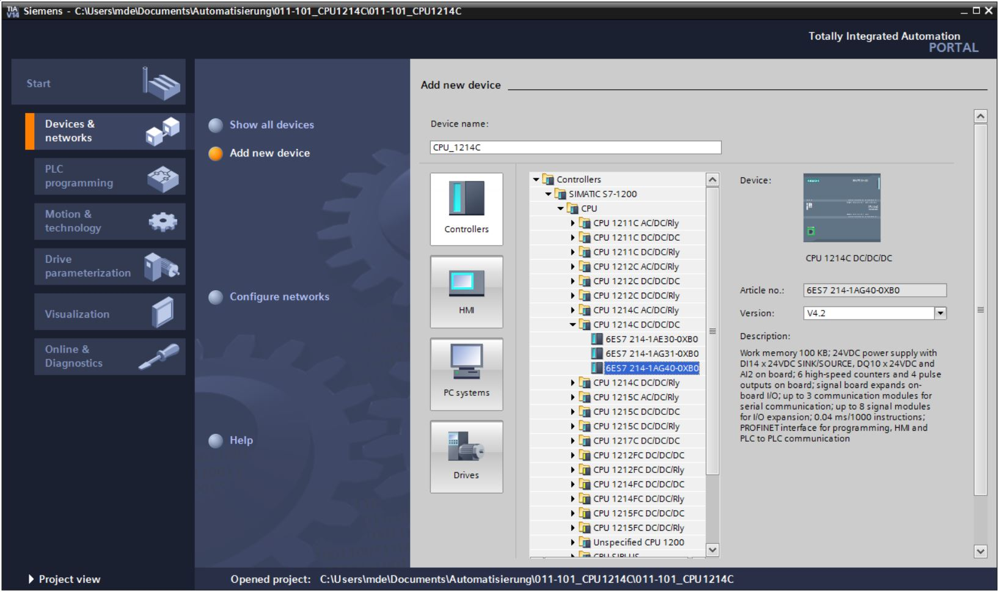 TIA
V14
Siemens - C:\Users\mde\Documents\Automatisierung\011-101_CPU1214C\011-101_CPU1214C
Totally Integrated Automation
PORTAL
Start
Devices &
networks
PLC
programming
Motion &
technology
Drive
parameterization
Visualization
Online &
Diagnostics
Show all devices
Add new device
Configure networks
Help
Add new device
Device name:
CPU_1214C
Controllers
HMI
PC systems
Drives
Controllers
SIMATIC S7-1200
CPU
CPU 1211C AC/DC/Rly
CPU 1211C DC/DC/DC
CPU 1211C DC/DC/Rly
CPU 1212C AC/DC/Rly
CPU 1212C DC/DC/DC
CPU 1212C DC/DC/Rly
CPU 1214C AC/DC/Rly
CPU 1214C DC/DC/DC
6ES7 214-1AE30-0XB0
6ES7 214-1AG31-0XB0
6ES7 214-1AG40-0XB0
CPU 1214C DC/DC/Rly
CPU 1215C AC/DC/Rly
CPU 1215C DC/DC/DC
CPU 1215C DC/DC/Rly
CPU 1217C DC/DC/DC
CPU 1212FC DC/DC/DC
CPU 1212FC DC/DC/Rly
CPU 1214FC DC/DC/DC
CPU 1214FC DC/DC/Rly
CPU 1215FC DC/DC/DC
CPU 1215FC DC/DC/Rly
Unspecified CPU 1200
CPU SIPLUS
Device:
CPU 1214C DC/DC/DC
Article no.:
6ES7 214-1AG40-0XB0
Version:
V4.2
Description:
Work memory 100 KB; 24VDC power supply with
DI14 x 24VDC SINK/SOURCE, DQ10 x 24VDC and
AI2 on board; 6 high-speed counters and 4 pulse
outputs on board; signal board expands on-
board I/O; up to 3 communication modules for
serial communication; up to 8 signal modules
for I/O expansion; 0.04 ms/1000 instructions;
PROFINET interface for programming, HMI and
PLC to PLC communication
Project view
Opened project: C:\Users\mde\Documents\Automatisierung\011-101_CPU1214C\011-101_CPU1214C